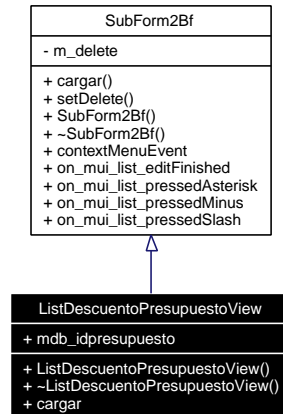 SubForm2Bf
- m_delete
+ cargar()
+ setDelete()
+ SubForm2Bf()
+ ~SubForm2Bf()
+ contextMenuEvent
+ on_mui_list_editFinished
+ on_mui_list_pressedAsterisk
+ on_mui_list_pressedMinus
+ on_mui_list_pressedSlash
ListDescuentoPresupuestoView
+ mdb_idpresupuesto
+ ListDescuentoPresupuestoView()
+ ~ListDescuentoPresupuestoView()
+ cargar